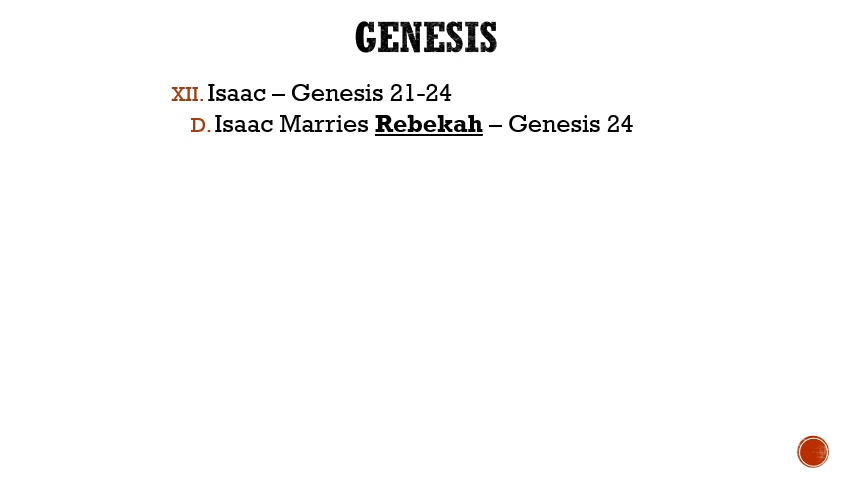 GENESIS
XII. Isaac – Genesis 21-24
D. Isaac Marries Rebekah – Genesis 24